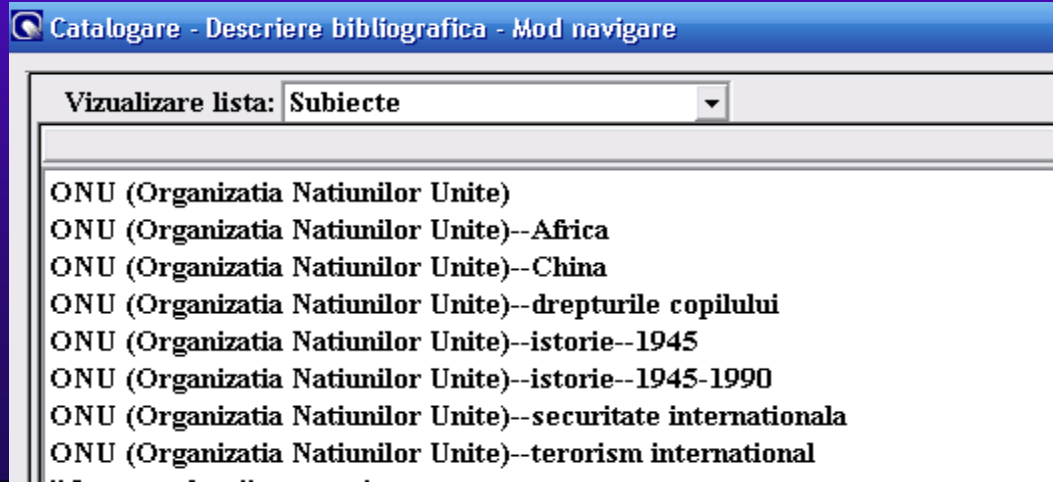 Catalogare - Descriere bibliografica - Mod navigare
Vizualizare lista: Subiecte
ONU (Organizatia Natiunilor Unite)
ONU (Organizatia Natiunilor Unite)--Africa
ONU (Organizatia Natiunilor Unite)--China
ONU (Organizatia Natiunilor Unite)--drepturile copilului
ONU (Organizatia Natiunilor Unite)--istorie--1945
ONU (Organizatia Natiunilor Unite)--istorie--1945-1990
ONU (Organizatia Natiunilor Unite)--securitate internationala
ONU (Organizatia Natiunilor Unite)--terorism international